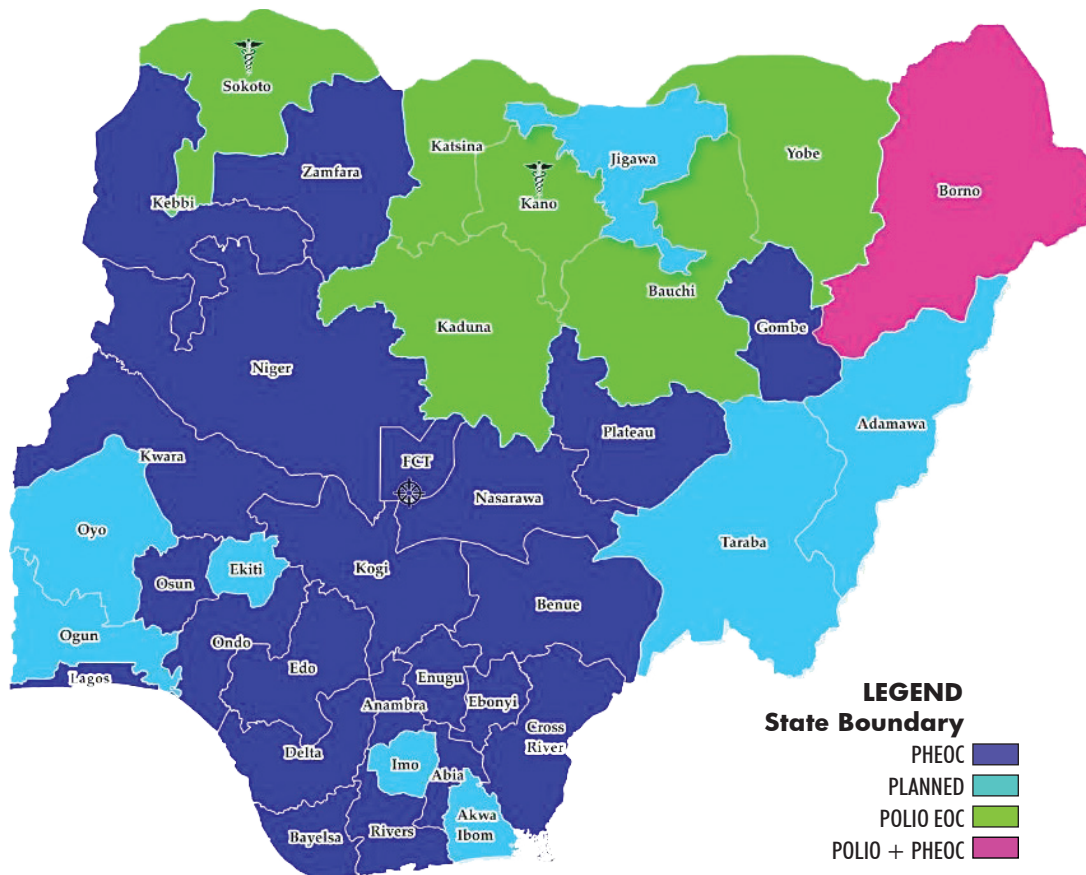 Sokoto
Katsina
Yobe
Jigawa
Zamfara
Borno
Kebbi
Kano
Bauchi
Kaduna
Gombe
Niger
Adamawa
Plateau
Kwara
FCT
Nasarawa
Oyo
Taraba
Ekiti
Kogi
Osun
Benue
Ogun
Ondo
Edo
Lagos
Enugu
Ebonyi
Anambra
Cross
River
Delta
Imo
Abia
Akwa
Ibom
Bayelsa
Rivers
LEGEND
State Boundary
PHEOC
PLANNED
POLIO EOC
POLIO + PHEOC